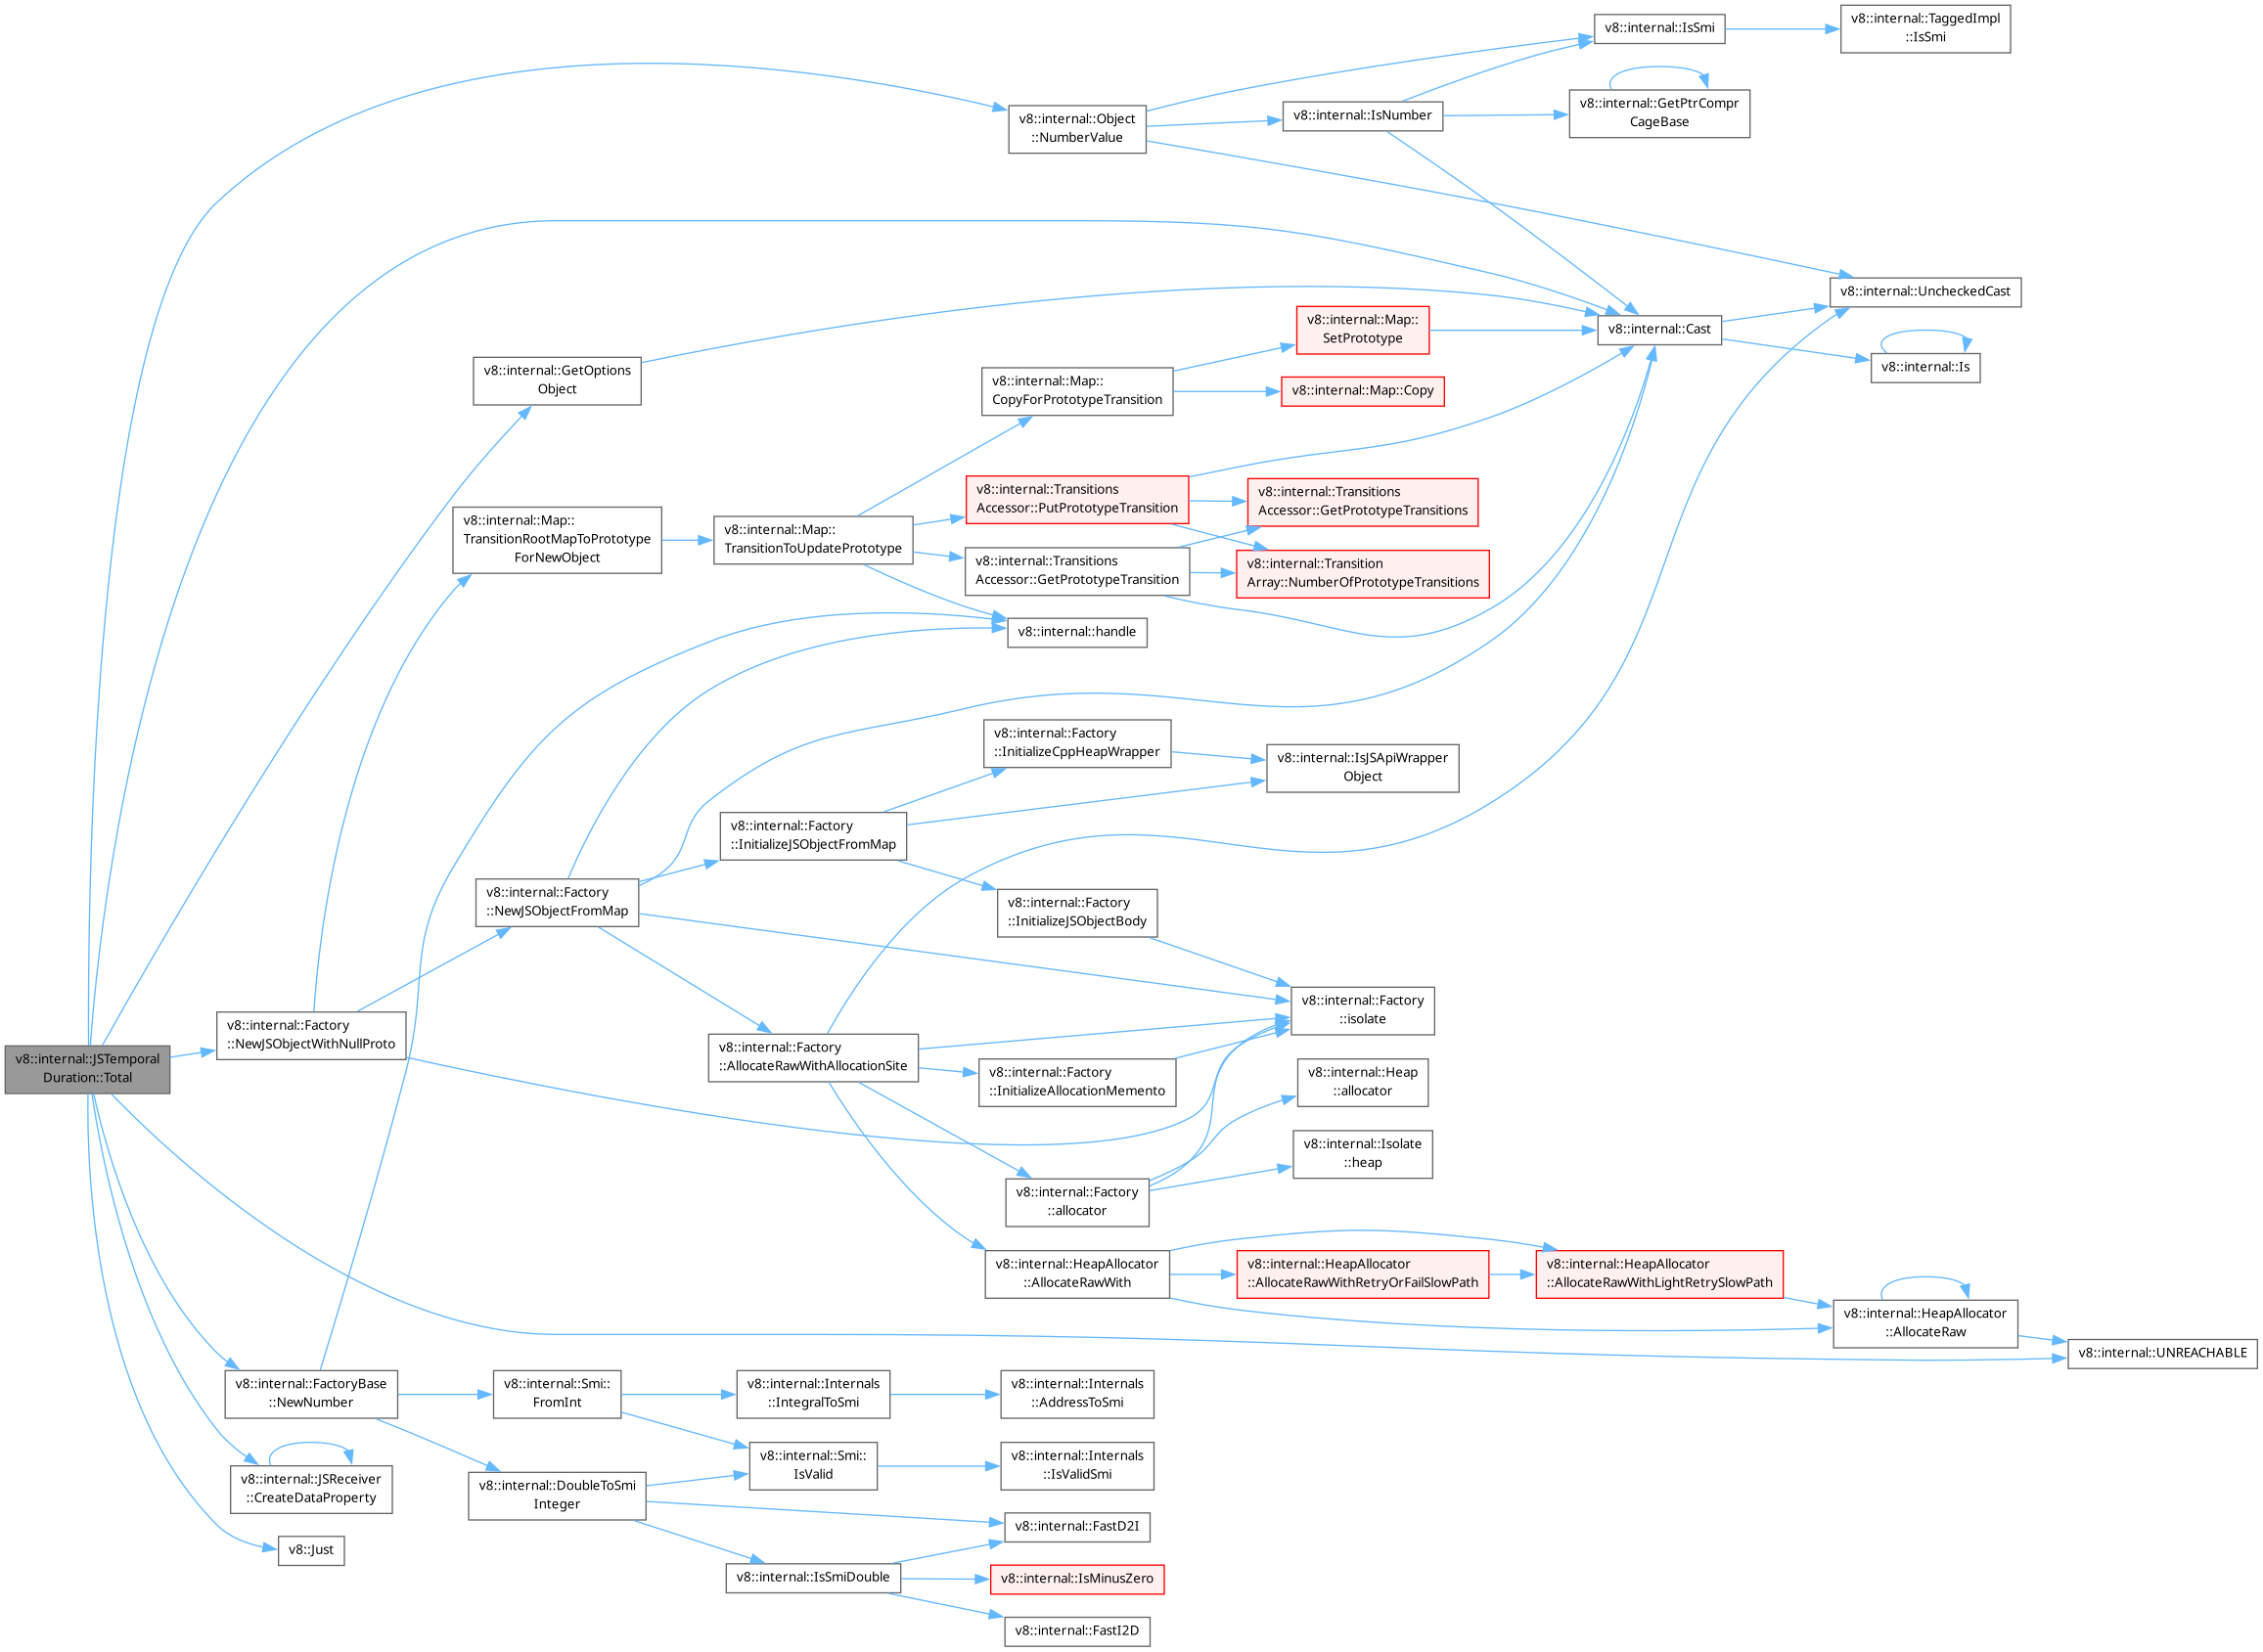 v8::internal::JSTemporal
Duration::Total
v8::internal::Object
::NumberValue
v8::internal::IsSmi
v8::internal::TaggedImpl
::IsSmi
v8::internal::IsNumber
v8::internal::GetPtrCompr
CageBase
v8::internal::UncheckedCast
v8::internal::Cast
v8::internal::Is
v8::internal::GetOptions
Object
v8::internal::Map::
SetPrototype
v8::internal::Map::
CopyForPrototypeTransition
v8::internal::Map::Copy
v8::internal::Map::
TransitionRootMapToPrototype
ForNewObject
v8::internal::Map::
TransitionToUpdatePrototype
v8::internal::Transitions
Accessor::PutPrototypeTransition
v8::internal::Transitions
Accessor::GetPrototypeTransitions
v8::internal::Transitions
Accessor::GetPrototypeTransition
v8::internal::Transition
Array::NumberOfPrototypeTransitions
v8::internal::handle
v8::internal::Factory
::InitializeCppHeapWrapper
v8::internal::IsJSApiWrapper
Object
v8::internal::Factory
::InitializeJSObjectFromMap
v8::internal::Factory
::NewJSObjectFromMap
v8::internal::Factory
::InitializeJSObjectBody
v8::internal::Factory
::NewJSObjectWithNullProto
v8::internal::Factory
::isolate
v8::internal::Factory
::AllocateRawWithAllocationSite
v8::internal::Factory
::InitializeAllocationMemento
v8::internal::Heap
::allocator
v8::internal::Isolate
::heap
v8::internal::Factory
::allocator
v8::internal::HeapAllocator
::AllocateRawWith
v8::internal::HeapAllocator
::AllocateRawWithRetryOrFailSlowPath
v8::internal::HeapAllocator
::AllocateRawWithLightRetrySlowPath
v8::internal::HeapAllocator
::AllocateRaw
v8::internal::UNREACHABLE
v8::internal::FactoryBase
::NewNumber
v8::internal::Smi::
FromInt
v8::internal::Internals
::IntegralToSmi
v8::internal::Internals
::AddressToSmi
v8::internal::JSReceiver
::CreateDataProperty
v8::internal::DoubleToSmi
Integer
v8::internal::Smi::
IsValid
v8::internal::Internals
::IsValidSmi
v8::internal::FastD2I
v8::Just
v8::internal::IsSmiDouble
v8::internal::IsMinusZero
v8::internal::FastI2D